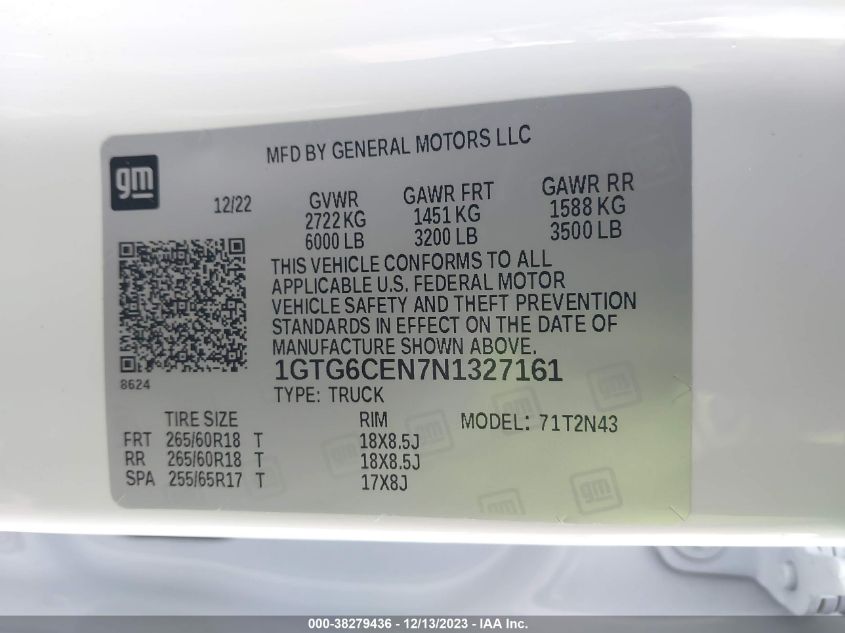 MFD BY GENERAL MOTORS LLC
gm
12/22
GVWR GAWR FRT GAWR RR
2722 KG 1451 KG 1588 KG
6000 LB 3200 LB 3500 LB
THIS VEHICLE CONFORMS TO ALL
APPLICABLE U.S. FEDERAL MOTOR
VEHICLE SAFETY AND THEFT PREVENTION
STANDARDS IN EFFECT ON THE DATE OF
MANUFACTURE SHOWN ABOVE.
8624
1GTG6CEN7N1327161
TYPE: TRUCK
TIRE SIZE RIM MODEL: 71T2N43
FRT 265/60R18 T 18X8.5J
RR 265/60R18 T 18X8.5J
SPA 255/65R17 T 17X8J
gm
000-38279436 - 12/13/2023 - IAA Inc.